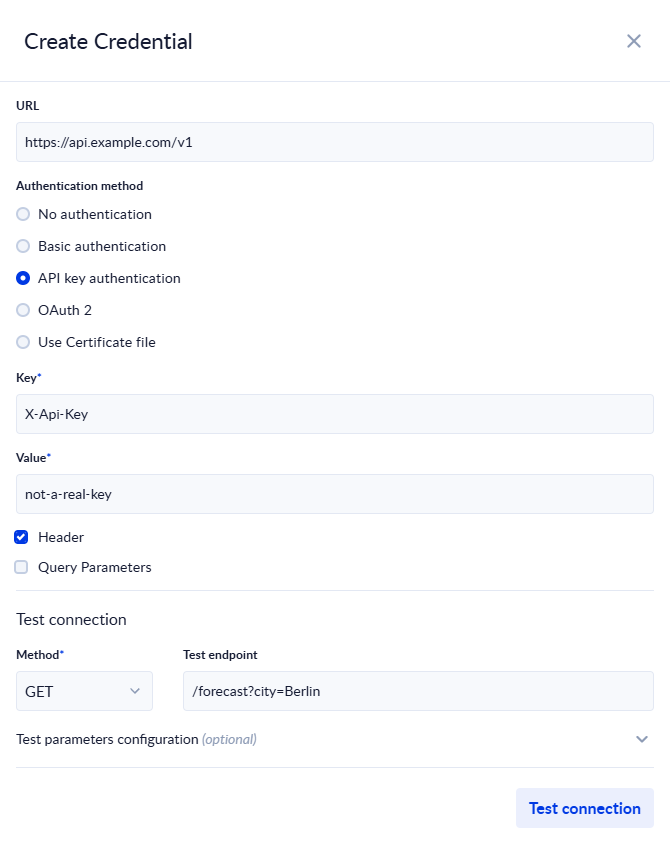 Create Credential
URL
https://api.example.com/v1
Authentication method
No authentication
Basic authentication
API key authentication
OAuth 2
Use Certificate file
Key*
X-Api-Key
Value*
not-a-real-key
Header
Query Parameters
Test connection
Method* Test endpoint
GET /forecast?city=Berlin
Test parameters configuration (optional)
Test connection